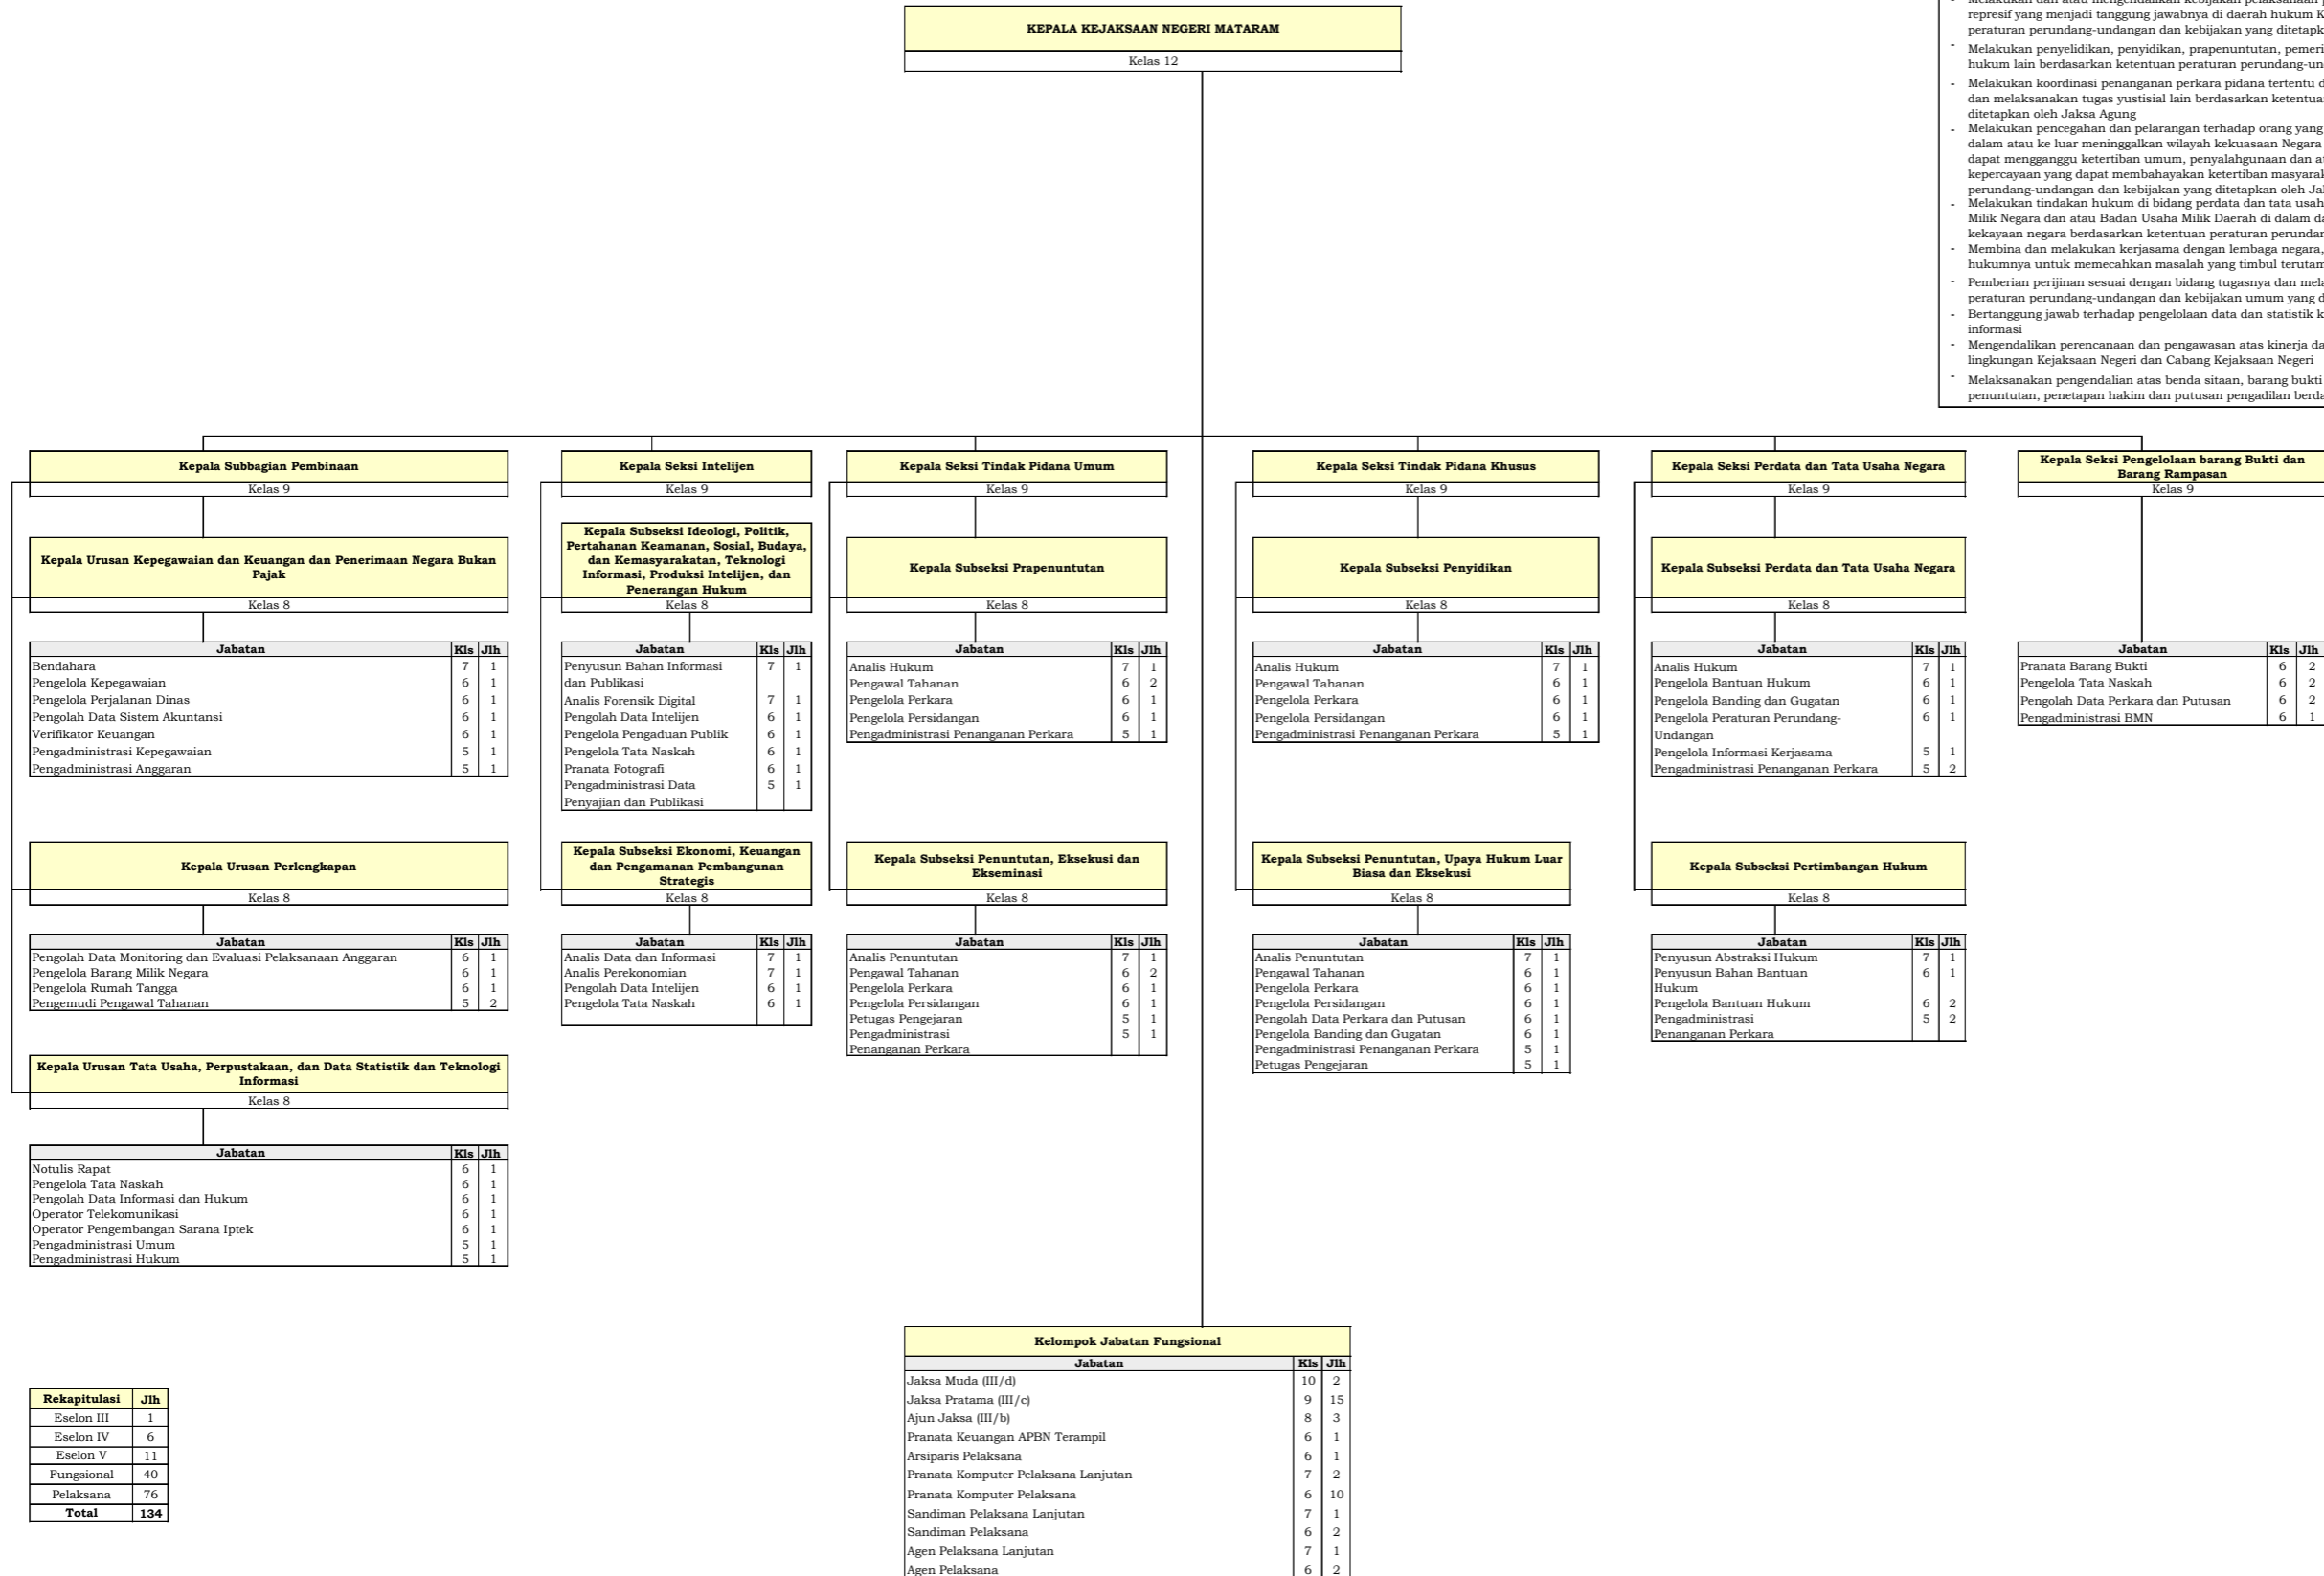 KEPALA KEJAKSAAN NEGERI MATARAM
Kelas 12
represif yang menjadi tanggung jawabnya di daerah hukum
peraturan perundang-undangan dan kebijakan yang
- Melakukan penyelidikan, penyidikan, prapenuntutan,
hukum lain berdasarkan ketentuan peraturan
- Melakukan koordinasi penanganan perkara pidana tertentu
dan melaksanakan tugas yustisial lain berdasarkan
ditetapkan oleh Jaksa Agung
- Melakukan pencegahan dan pelarangan terhadap orang yang
dalam atau ke luar meninggalkan wilayah kekuasaan Negara
dapat mengganggu ketertiban umum, penyalahgunaan dan
kepercayaan yang dapat membahayakan ketertiban
perundang-undangan dan kebijakan yang ditetapkan oleh
- Melakukan tindakan hukum di bidang perdata dan tata
Milik Negara dan atau Badan Usaha Milik Daerah di dalam
kekayaan negara berdasarkan ketentuan peraturan
- Membina dan melakukan kerjasama dengan lembaga negara,
hukumnya untuk memecahkan masalah yang timbul
- Pemberian perijinan sesuai dengan bidang tugasnya dan
peraturan perundang-undangan dan kebijakan umum yang
- Bertanggung jawab terhadap pengelolaan data dan statistik
informasi
- Mengendalikan perencanaan dan pengawasan atas kinerja
lingkungan Kejaksaan Negeri dan Cabang Kejaksaan Negeri
- Melaksanakan pengendalian atas benda sitaan, barang bukti
penuntutan, penetapan hakim dan putusan pengadilan
Kepala Subbagian Pembinaan
Kelas 9
Kepala Urusan Kepegawaian dan Keuangan dan Penerimaan Negara Bukan
Pajak
Kelas 8
Jabatan Kls Jlh
Bendahara 7 1
Pengelola Kepegawaian 6 1
Pengelola Perjalanan Dinas 6 1
Pengolah Data Sistem Akuntansi 6 1
Verifikator Keuangan 6 1
Pengadministrasi Kepegawaian 5 1
Pengadministrasi Anggaran 5 1
Kepala Urusan Perlengkapan
Kelas 8
Jabatan Kls Jlh
Pengolah Data Monitoring dan Evaluasi Pelaksanaan Anggaran 6 1
Pengelola Barang Milik Negara 6 1
Pengelola Rumah Tangga 6 1
Pengemudi Pengawal Tahanan 5 2
Kepala Urusan Tata Usaha, Perpustakaan, dan Data Statistik dan Teknologi
Informasi
Kelas 8
Jabatan Kls Jlh
Notulis Rapat 6 1
Pengelola Tata Naskah 6 1
Pengolah Data Informasi dan Hukum 6 1
Operator Telekomunikasi 6 1
Operator Pengembangan Sarana Iptek 6 1
Pengadministrasi Umum 5 1
Pengadministrasi Hukum 5 1
Kepala Seksi Intelijen
Kelas 9
Kepala Subseksi Ideologi, Politik,
Pertahanan Keamanan, Sosial, Budaya,
dan Kemasyarakatan, Teknologi
Informasi, Produksi Intelijen, dan
Penerangan Hukum
Kelas 8
Jabatan Kls Jlh
Penyusun Bahan Informasi 7 1
dan Publikasi
Analis Forensik Digital 7 1
Pengolah Data Intelijen 6 1
Pengelola Pengaduan Publik 6 1
Pengelola Tata Naskah 6 1
Pranata Fotografi 6 1
Pengadministrasi Data 5 1
Penyajian dan Publikasi
Kepala Subseksi Ekonomi, Keuangan
dan Pengamanan Pembangunan
Strategis
Kelas 8
Jabatan Kls Jlh
Analis Data dan Informasi 7 1
Analis Perekonomian 7 1
Pengolah Data Intelijen 6 1
Pengelola Tata Naskah 6 1
Kepala Seksi Tindak Pidana Umum
Kelas 9
Kepala Subseksi Prapenuntutan
Kelas 8
Jabatan Kls Jlh
Analis Hukum 7 1
Pengawal Tahanan 6 2
Pengelola Perkara 6 1
Pengelola Persidangan 6 1
Pengadministrasi Penanganan Perkara 5 1
Kepala Subseksi Penuntutan, Eksekusi dan
Ekseminasi
Kelas 8
Jabatan Kls Jlh
Analis Penuntutan 7 1
Pengawal Tahanan 6 2
Pengelola Perkara 6 1
Pengelola Persidangan 6 1
Petugas Pengejaran 5 1
Pengadministrasi 5 1
Penanganan Perkara
Kepala Seksi Tindak Pidana Khusus
Kelas 9
Kepala Subseksi Penyidikan
Kelas 8
Jabatan Kls Jlh
Analis Hukum 7 1
Pengawal Tahanan 6 1
Pengelola Perkara 6 1
Pengelola Persidangan 6 1
Pengadministrasi Penanganan Perkara 5 1
Kepala Subseksi Penuntutan, Upaya Hukum Luar
Biasa dan Eksekusi
Kelas 8
Jabatan Kls Jlh
Analis Penuntutan 7 1
Pengawal Tahanan 6 1
Pengelola Perkara 6 1
Pengelola Persidangan 6 1
Pengolah Data Perkara dan Putusan 6 1
Pengelola Banding dan Gugatan 6 1
Pengadministrasi Penanganan Perkara 5 1
Petugas Pengejaran 5 1
Kepala Seksi Perdata dan Tata Usaha Negara
Kelas 9
Kepala Subseksi Perdata dan Tata Usaha Negara
Kelas 8
Jabatan Kls Jlh
Analis Hukum 7 1
Pengelola Bantuan Hukum 6 1
Pengelola Banding dan Gugatan 6 1
Pengelola Peraturan Perundang- 6 1
Undangan
Pengelola Informasi Kerjasama 5 1
Pengadministrasi Penanganan Perkara 5 2
Kepala Subseksi Pertimbangan Hukum
Kelas 8
Jabatan Kls Jlh
Penyusun Abstraksi Hukum 7 1
Penyusun Bahan Bantuan 6 1
Hukum
Pengelola Bantuan Hukum 6 2
Pengadministrasi 5 2
Penanganan Perkara
Kepala Seksi Pengelolaan barang Bukti dan
Barang Rampasan
Kelas 9
Jabatan Kls Jlh
Pranata Barang Bukti 6 2
Pengelola Tata Naskah 6 2
Pengolah Data Perkara dan Putusan 6 2
Pengadministrasi BMN 6 1
Kelompok Jabatan Fungsional
Jabatan Kls Jlh
Jaksa Muda (III/d) 10 2
Jaksa Pratama (III/c) 9 15
Ajun Jaksa (III/b) 8 3
Pranata Keuangan APBN Terampil 6 1
Arsiparis Pelaksana 6 1
Pranata Komputer Pelaksana Lanjutan 7 2
Pranata Komputer Pelaksana 6 10
Sandiman Pelaksana Lanjutan 7 1
Sandiman Pelaksana 6 2
Agen Pelaksana Lanjutan 7 1
Agen Pelaksana 6 2
Rekapitulasi Jlh
Eselon III 1
Eselon IV 6
Eselon V 11
Fungsional 40
Pelaksana 76
Total 134